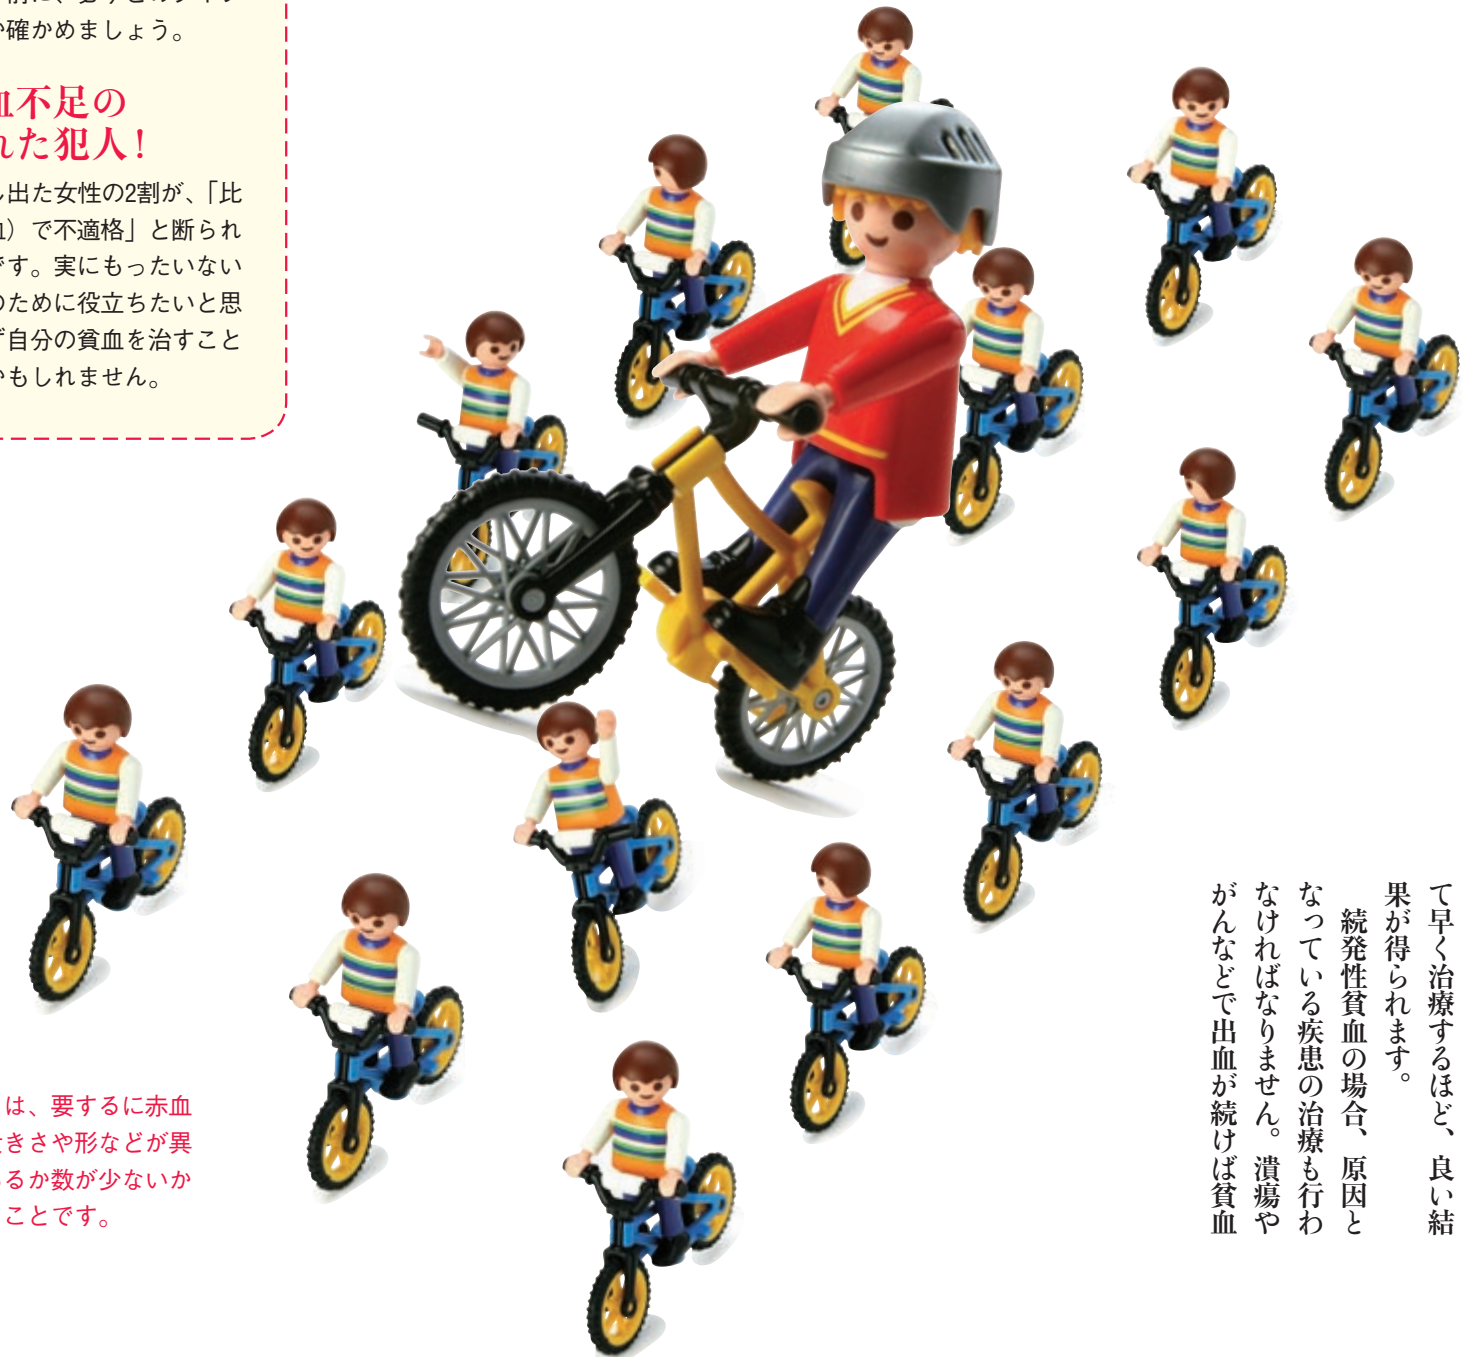 か確かめましょう。
血不足の
れた犯人！
し出た女性の2割が、「比
血）で不適格」と断られ
です。実にもったいない
のために役立ちたいと思
ず自分の貧血を治すこと
かもしれません。
て早く治療するほど、良い結
果が得られます。
続発性貧血の場合、原因と
なっている疾患の治療も行わ
なければなりません。潰瘍や
がんなどで出血が続けば貧血
は、要するに赤血
大きさや形などが異
るか数が少ないか
ことです。